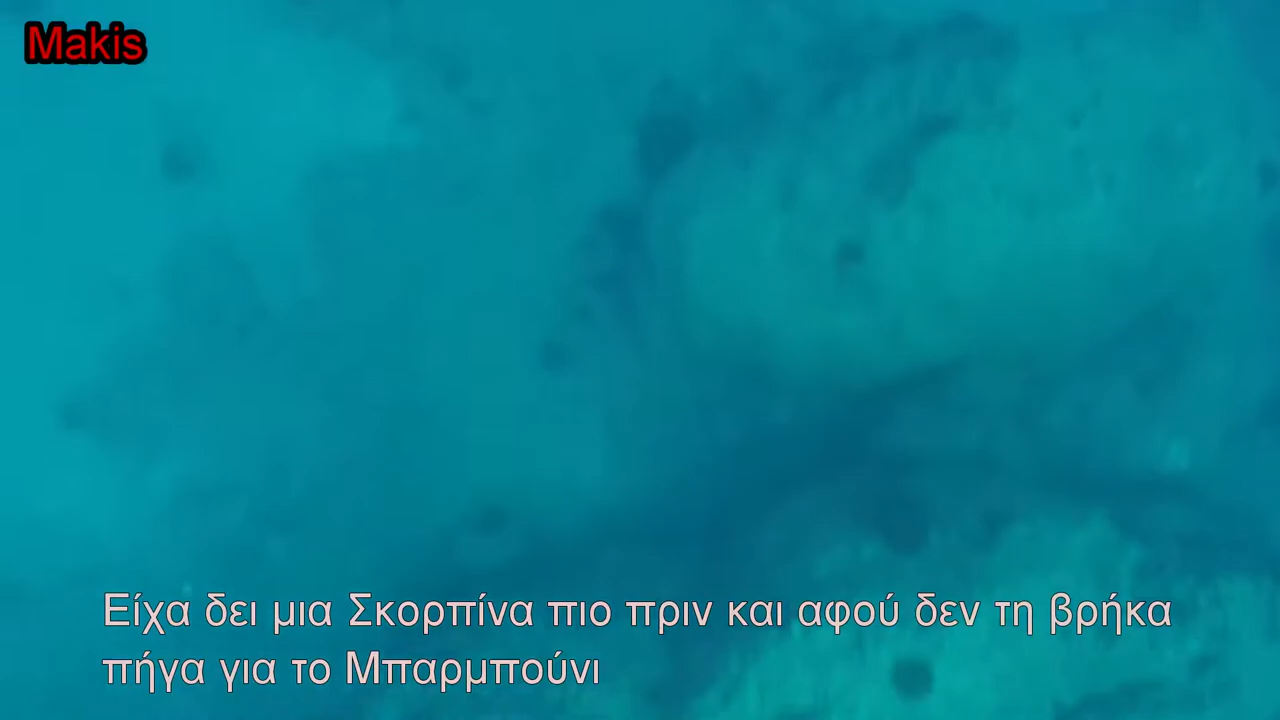 Makis
Είχα δει μια Σκορπίνα πιο πριν και αφού δεν τη βρήκα
πήγα για το Μπαρμπούνι